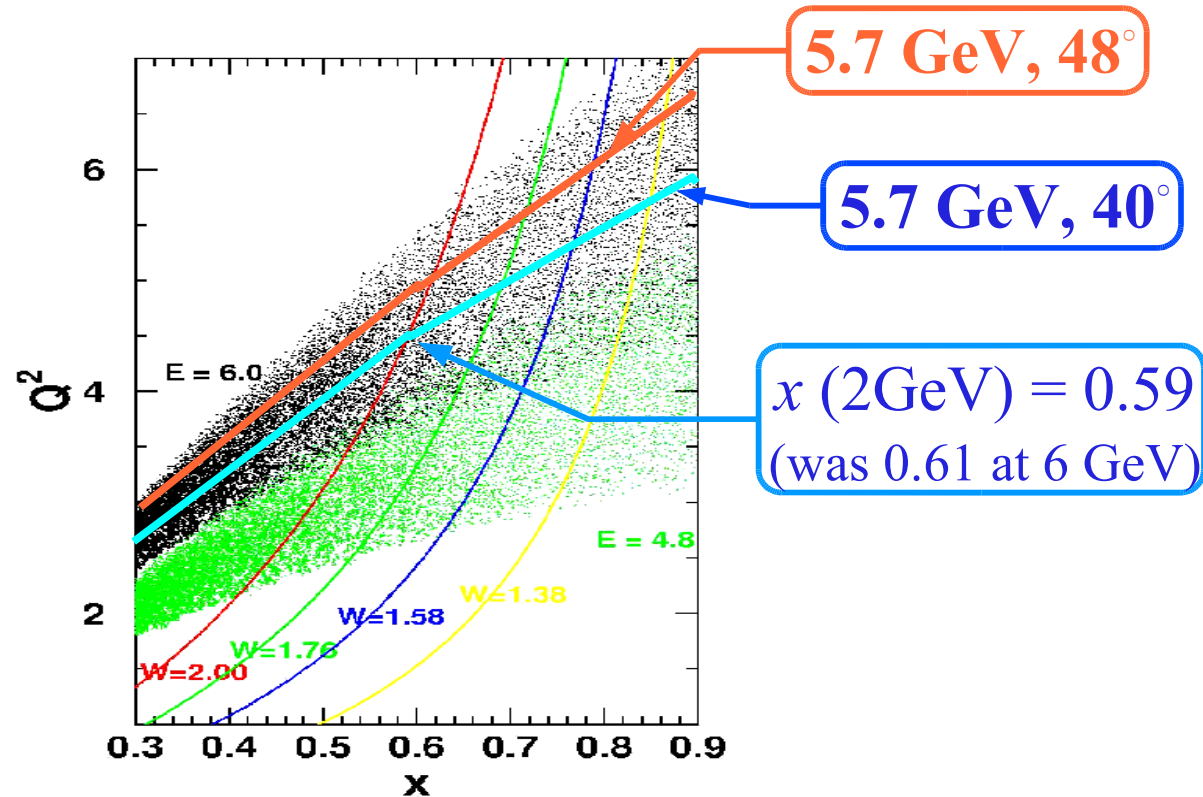 5.7 GeV, 48°
5.7 GeV, 40°
x (2GeV) = 0.59
(was 0.61 at 6 GeV)
Q²
6
4
2
E = 6.0
E = 4.8
W=1.38
W=1.58
W=1.76
W=2.00
0.3 0.4 0.5 0.6 0.7 0.8 0.9
x